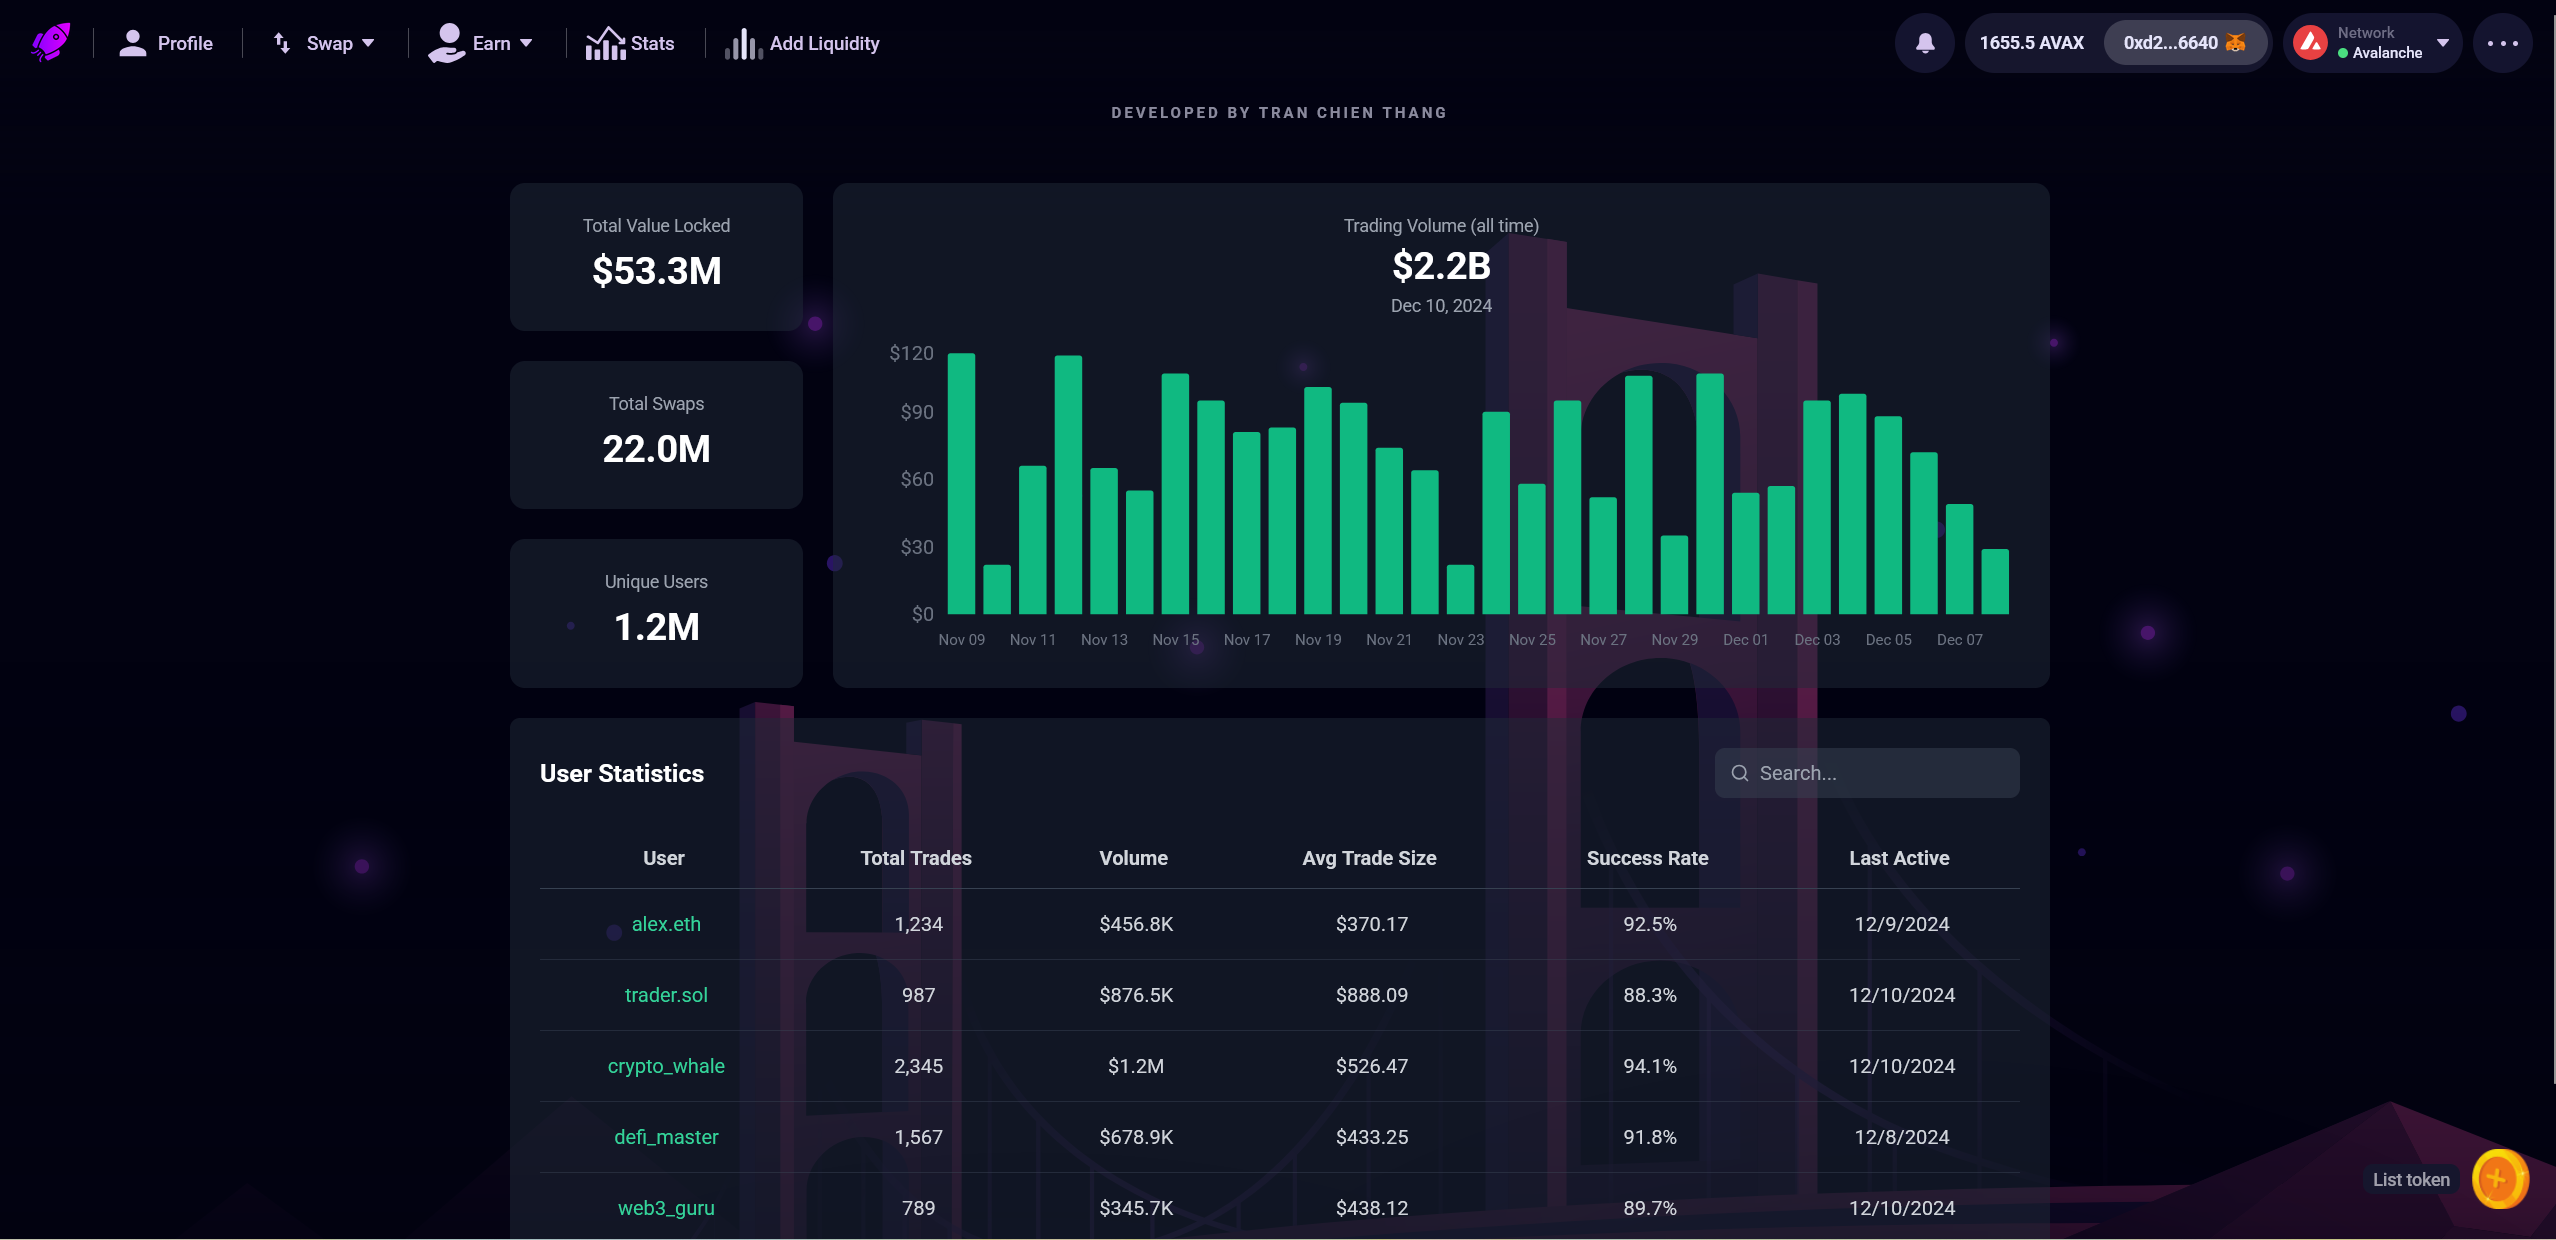 Profile
Swap
Earn
Stats
Add Liquidity
1655.5 AVAX
0xd2...6640
Network
Avalanche
DEVELOPED BY TRAN CHIEN THANG
Total Value Locked
$53.3M
Total Swaps
22.0M
Unique Users
1.2M
Trading Volume (all time)
$2.2B
Dec 10, 2024
$120
$90
$60
$30
$0
Nov 09 Nov 11 Nov 13 Nov 15 Nov 17 Nov 19 Nov 21 Nov 23 Nov 25 Nov 27 Nov 29 Dec 01 Dec 03 Dec 05 Dec 07
User Statistics
Search...
User Total Trades Volume Avg Trade Size Success Rate Last Active
alex.eth 1,234 $456.8K $370.17 92.5% 12/9/2024
trader.sol 987 $876.5K $888.09 88.3% 12/10/2024
crypto_whale 2,345 $1.2M $526.47 94.1% 12/10/2024
defi_master 1,567 $678.9K $433.25 91.8% 12/8/2024
web3_guru 789 $345.7K $438.12 89.7% 12/10/2024
List token